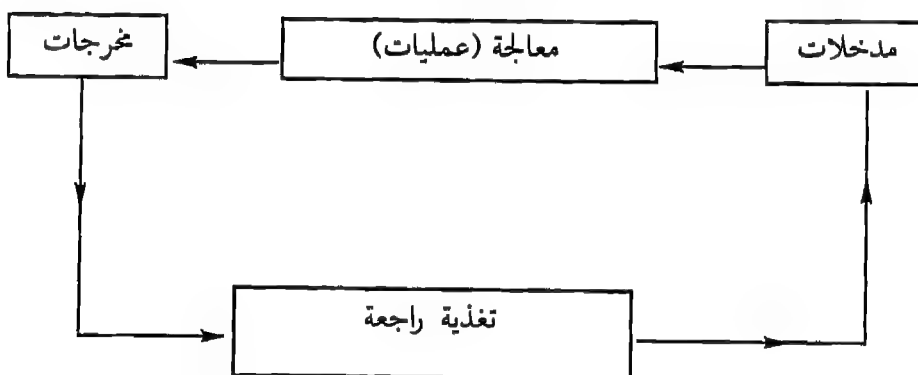 مدخلات
معالجة (عمليات)
مخرجات
تغذية راجعة